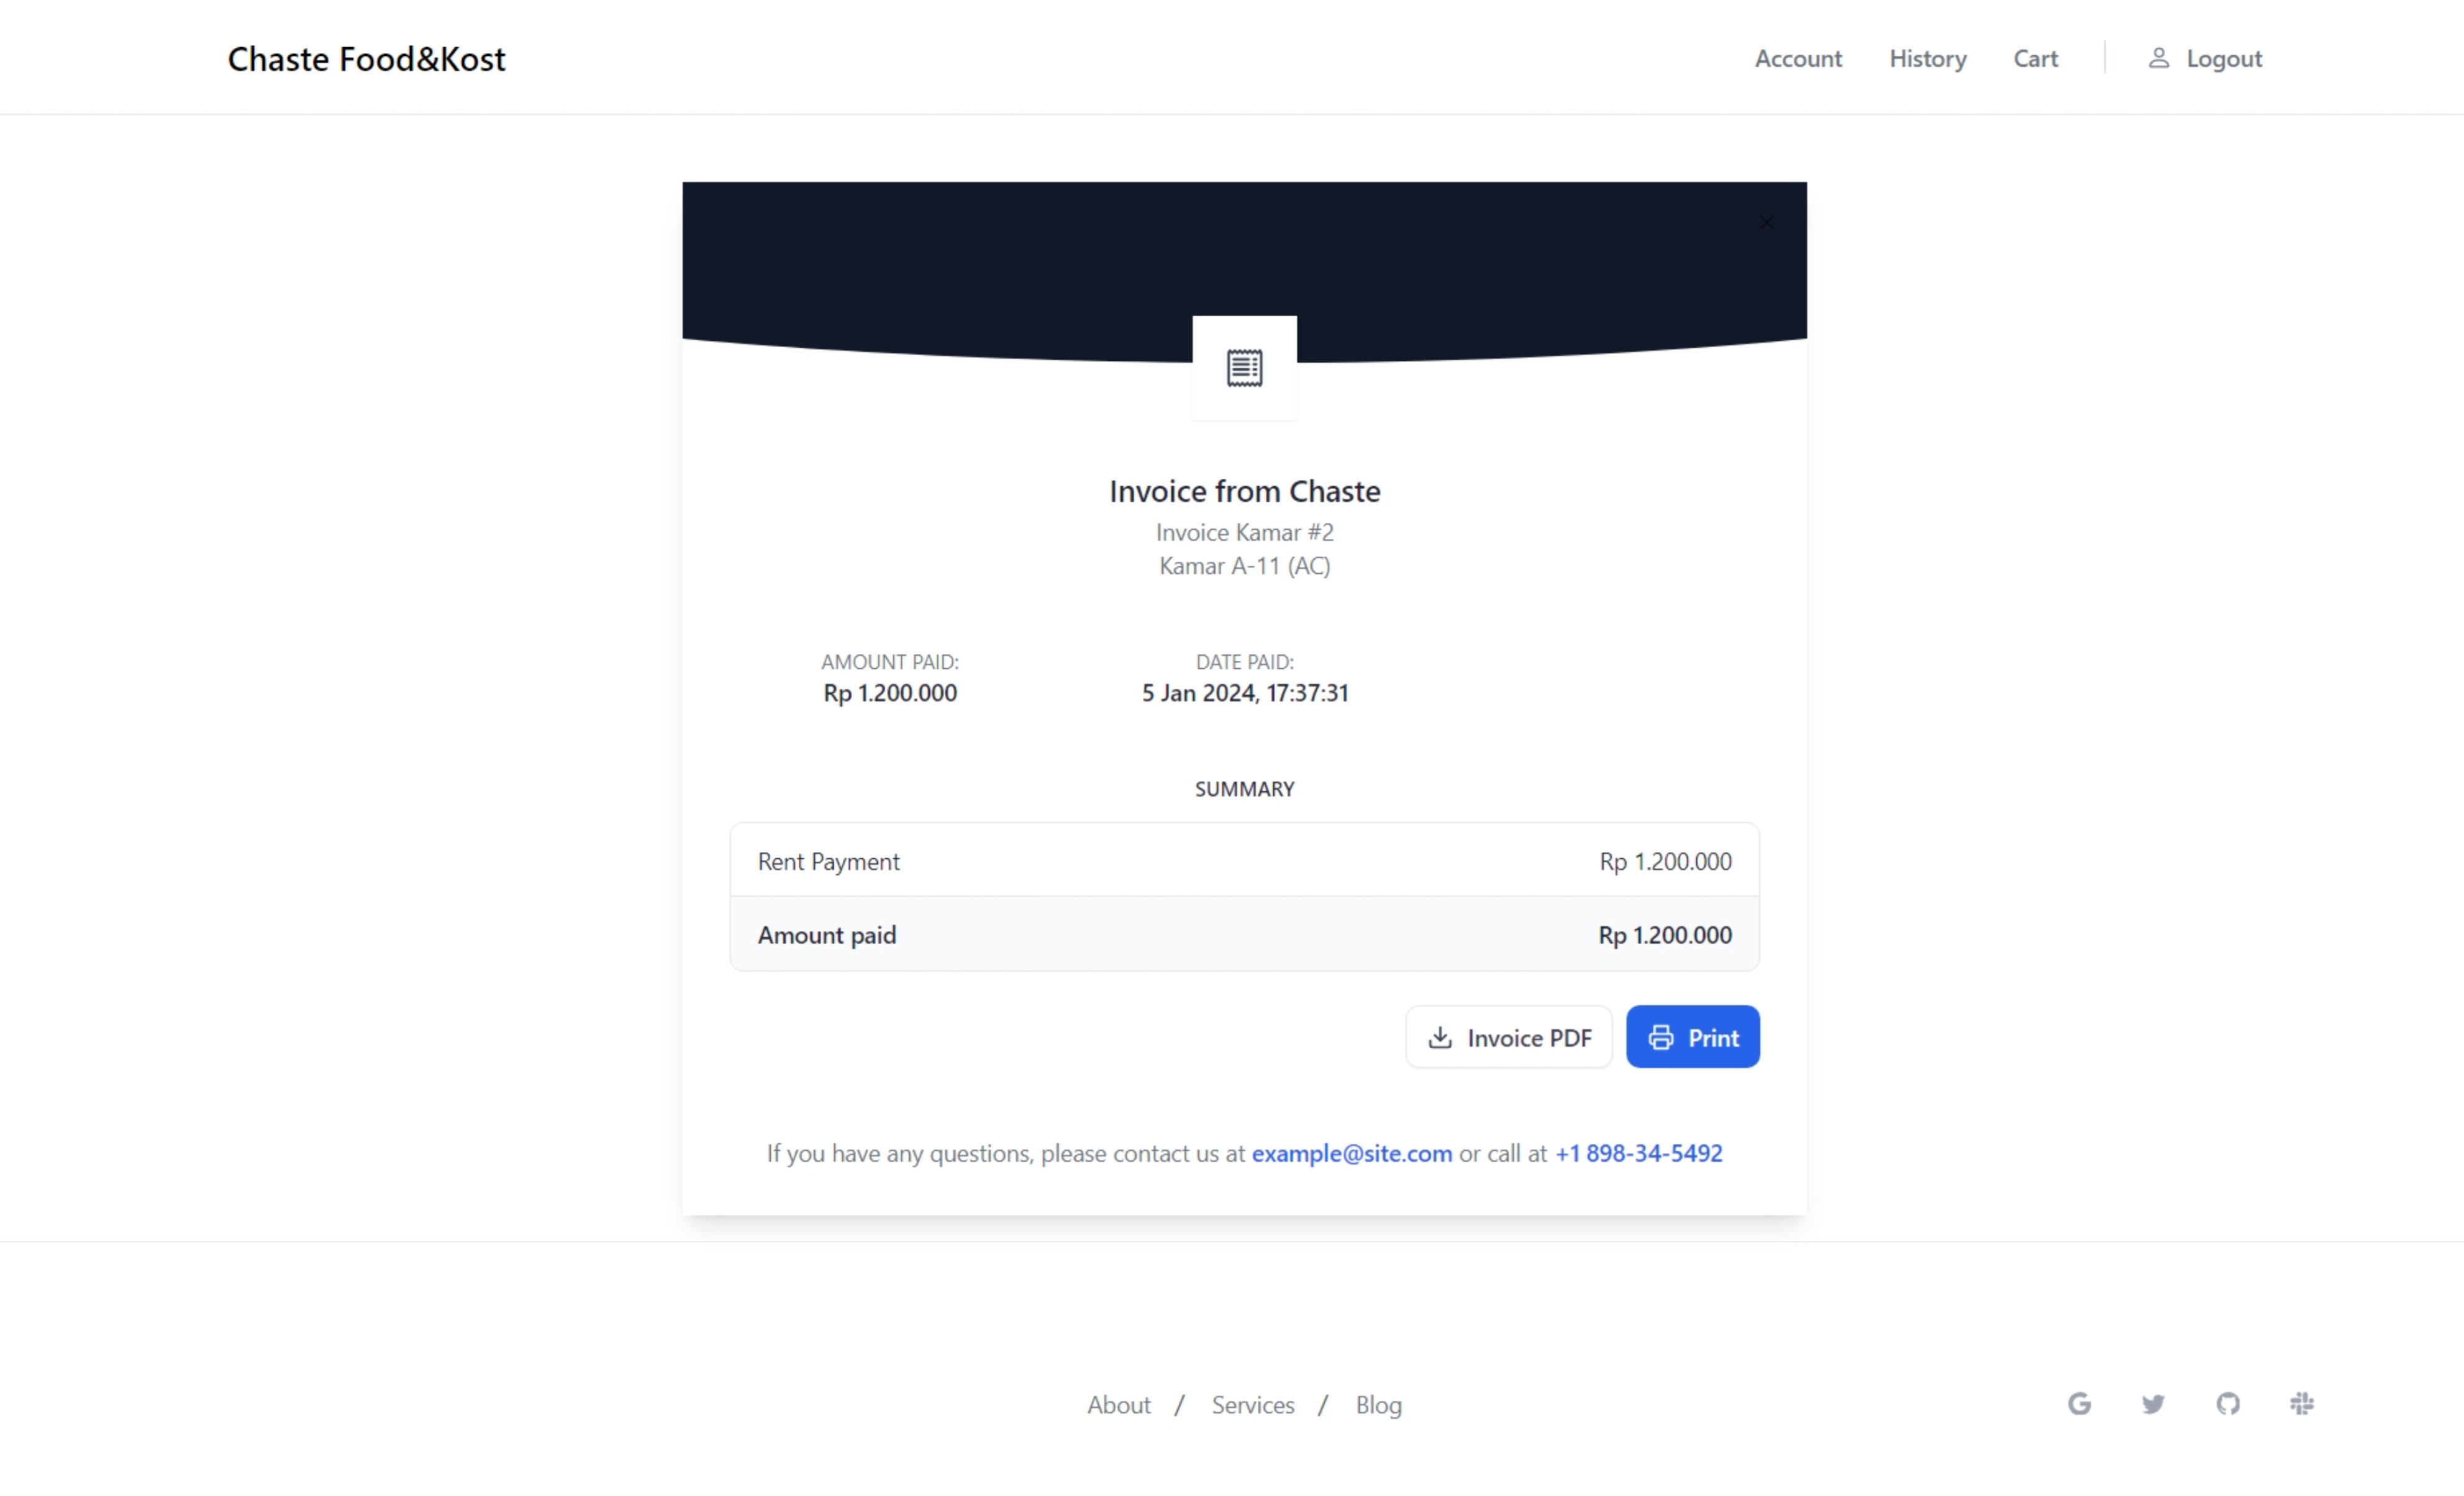 Chaste Food&Kost
Account History Cart Logout
Invoice from Chaste
Invoice Kamar #2
Kamar A-11 (AC)
AMOUNT PAID: DATE PAID:
Rp 1.200.000 5 Jan 2024, 17:37:31
SUMMARY
Rent Payment Rp 1.200.000
Amount paid Rp 1.200.000
Invoice PDF Print
If you have any questions, please contact us at example@site.com or call at +1 898-34-5492
About / Services / Blog